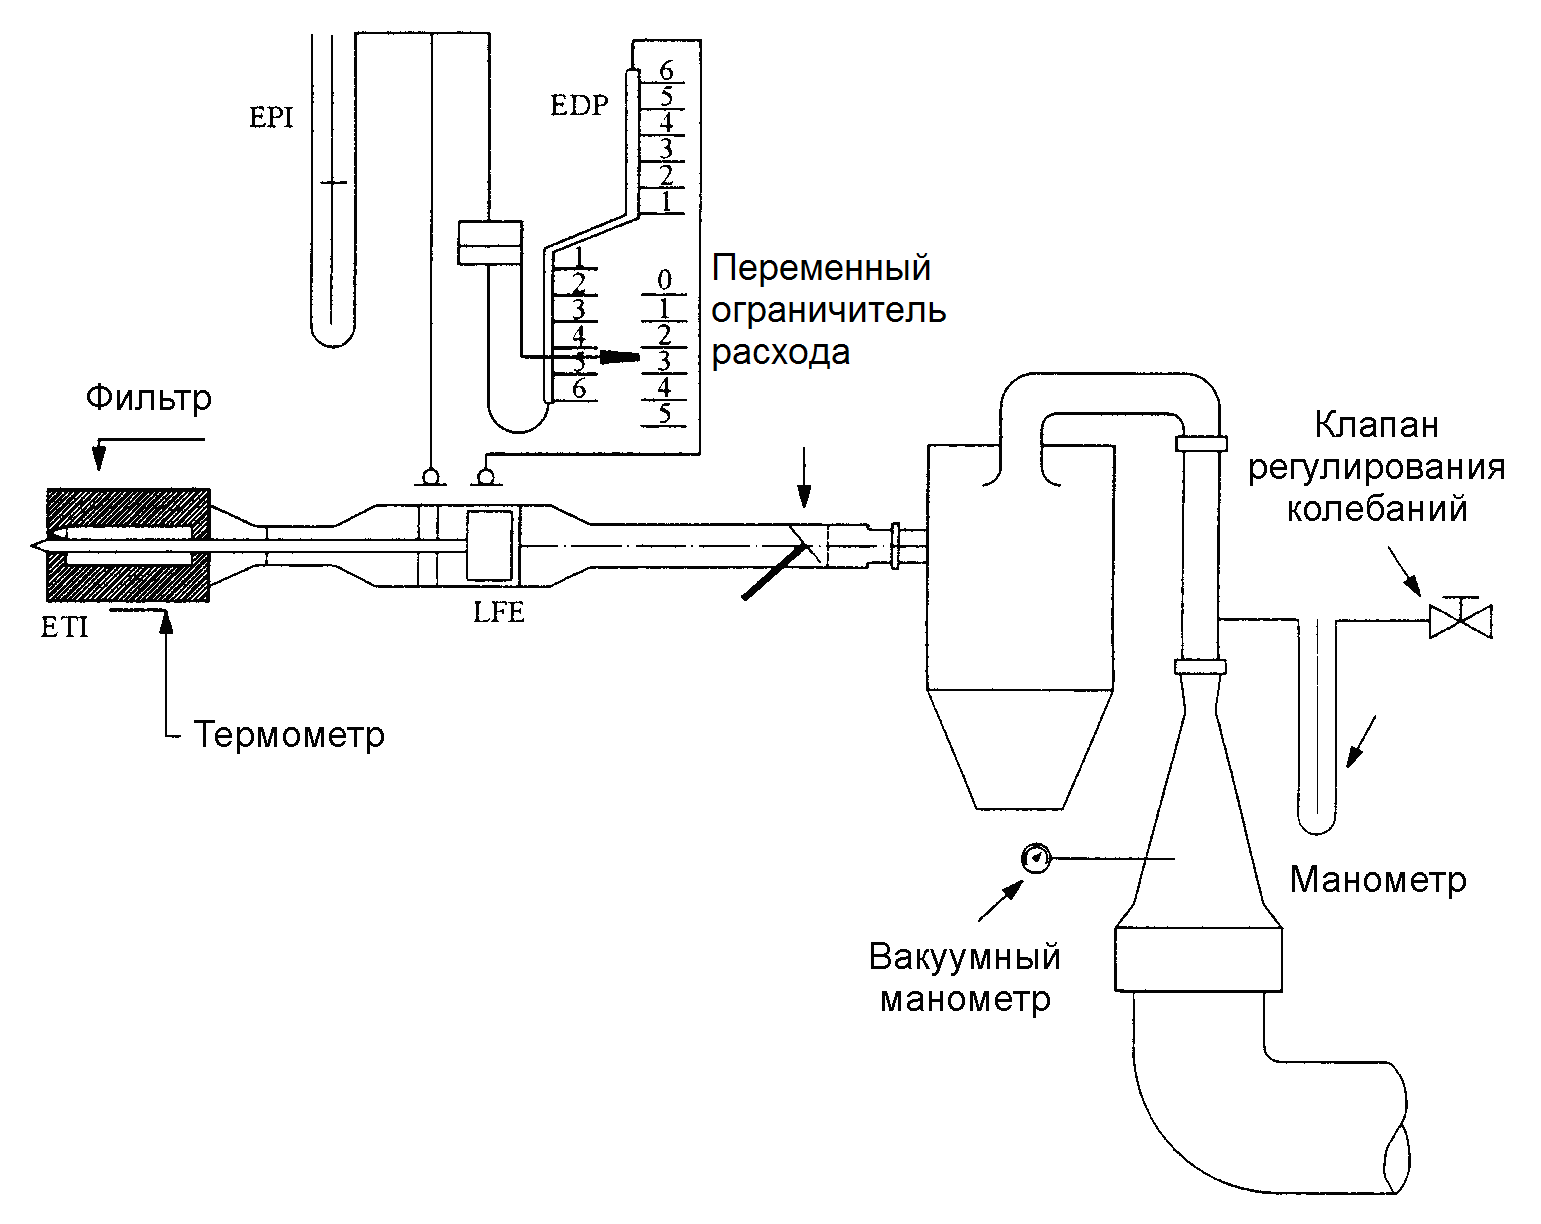 EPI
EDP
6
5
4
3
2
1
1
2
3
4
5
6
0
1
2
3
4
5
Переменный
ограничитель
расхода
Фильтр
Клапан
регулирования
колебаний
ETI
LFE
Термометр
Манометр
Вакуумный
манометр